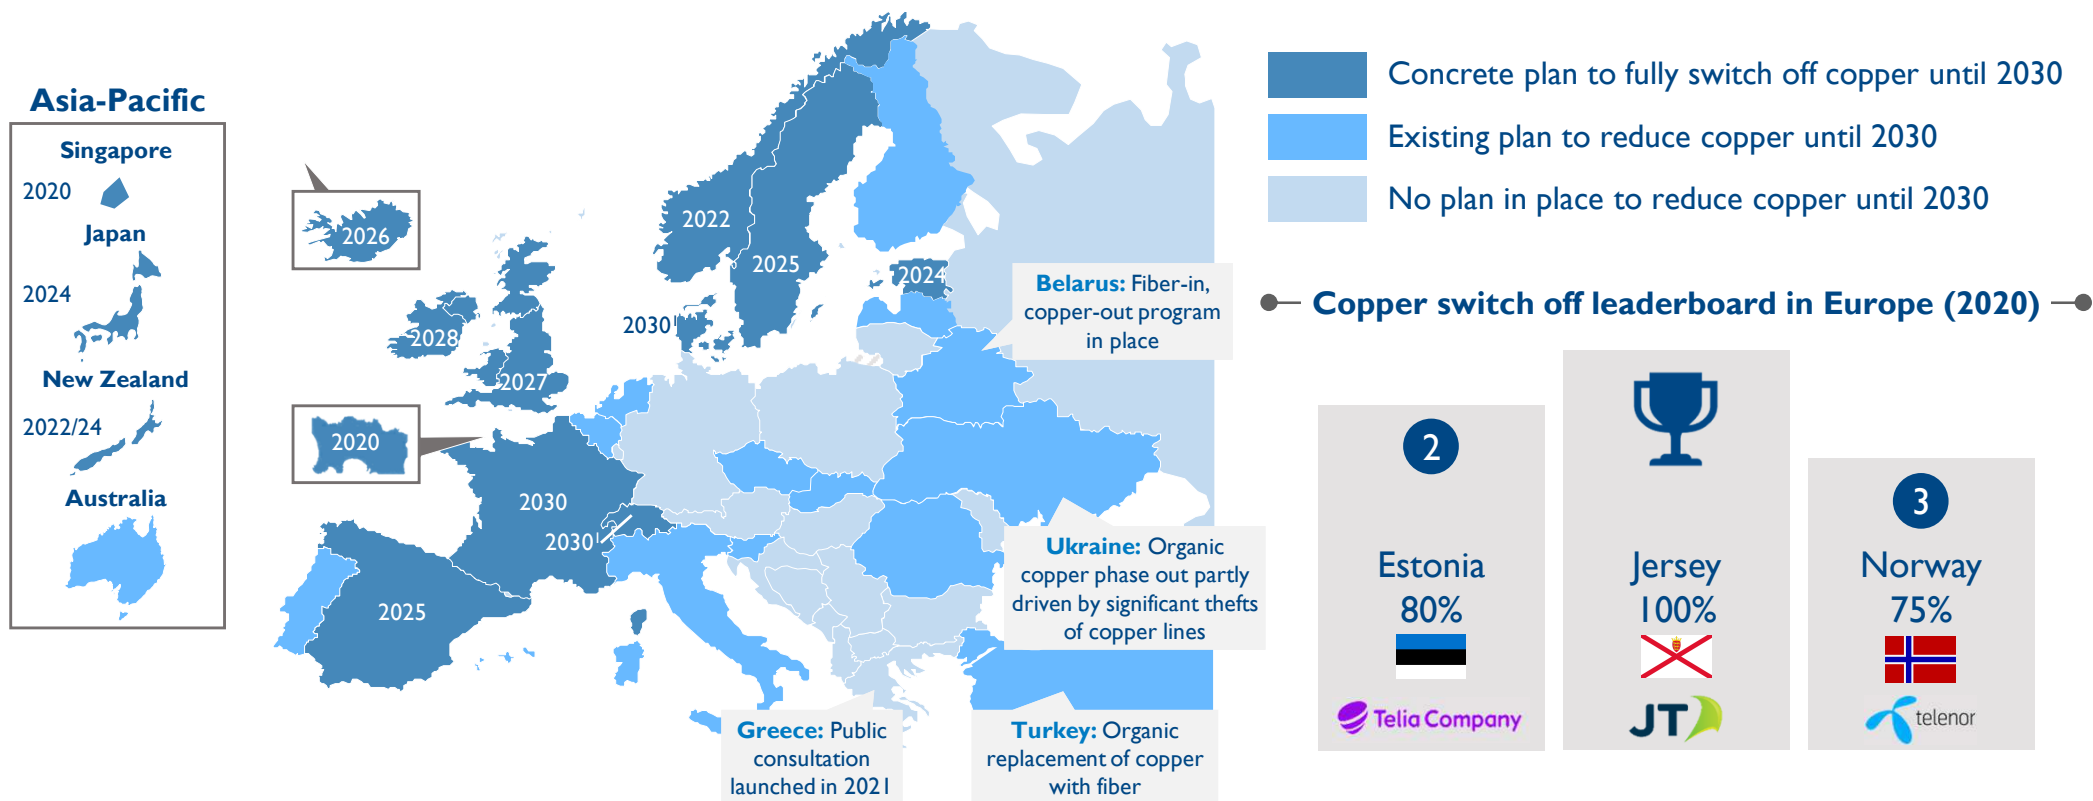 Asia-Pacific
Singapore
2020
Japan
2024
New Zealand
2022/24
Australia
2026
2020
2022
2025
2024
2030¹
2028
2027
2030
2030¹
2025
Belarus: Fiber-in,
copper-out program
in place
Ukraine: Organic
copper phase out partly
driven by significant thefts
of copper lines
Greece: Public
consultation
launched in 2021
Turkey: Organic
replacement of copper
with fiber
Concrete plan to fully switch off copper until 2030
Existing plan to reduce copper until 2030
No plan in place to reduce copper until 2030
Copper switch off leaderboard in Europe (2020)
2
Estonia
80%
Telia Company
Jersey
100%
JT
3
Norway
75%
telenor